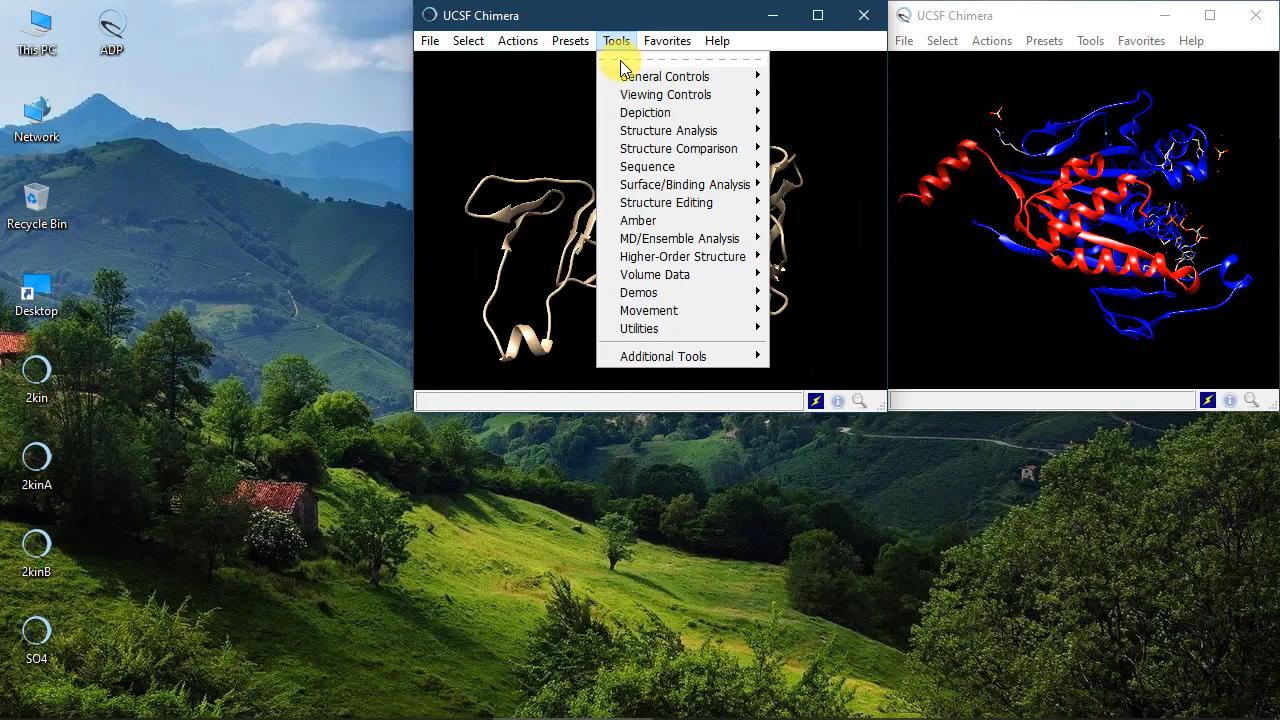 This PC
ADP
Network
Recycle Bin
Desktop
2kin
2kinA
2kinB
SO4
UCSF Chimera
File Select Actions Presets Tools Favorites Help
General Controls
Viewing Controls
Depiction
Structure Analysis
Structure Comparison
Sequence
Surface/Binding Analysis
Structure Editing
Amber
MD/Ensemble Analysis
Higher-Order Structure
Volume Data
Demos
Movement
Utilities
Additional Tools
UCSF Chimera
File Select Actions Presets Tools Favorites Help